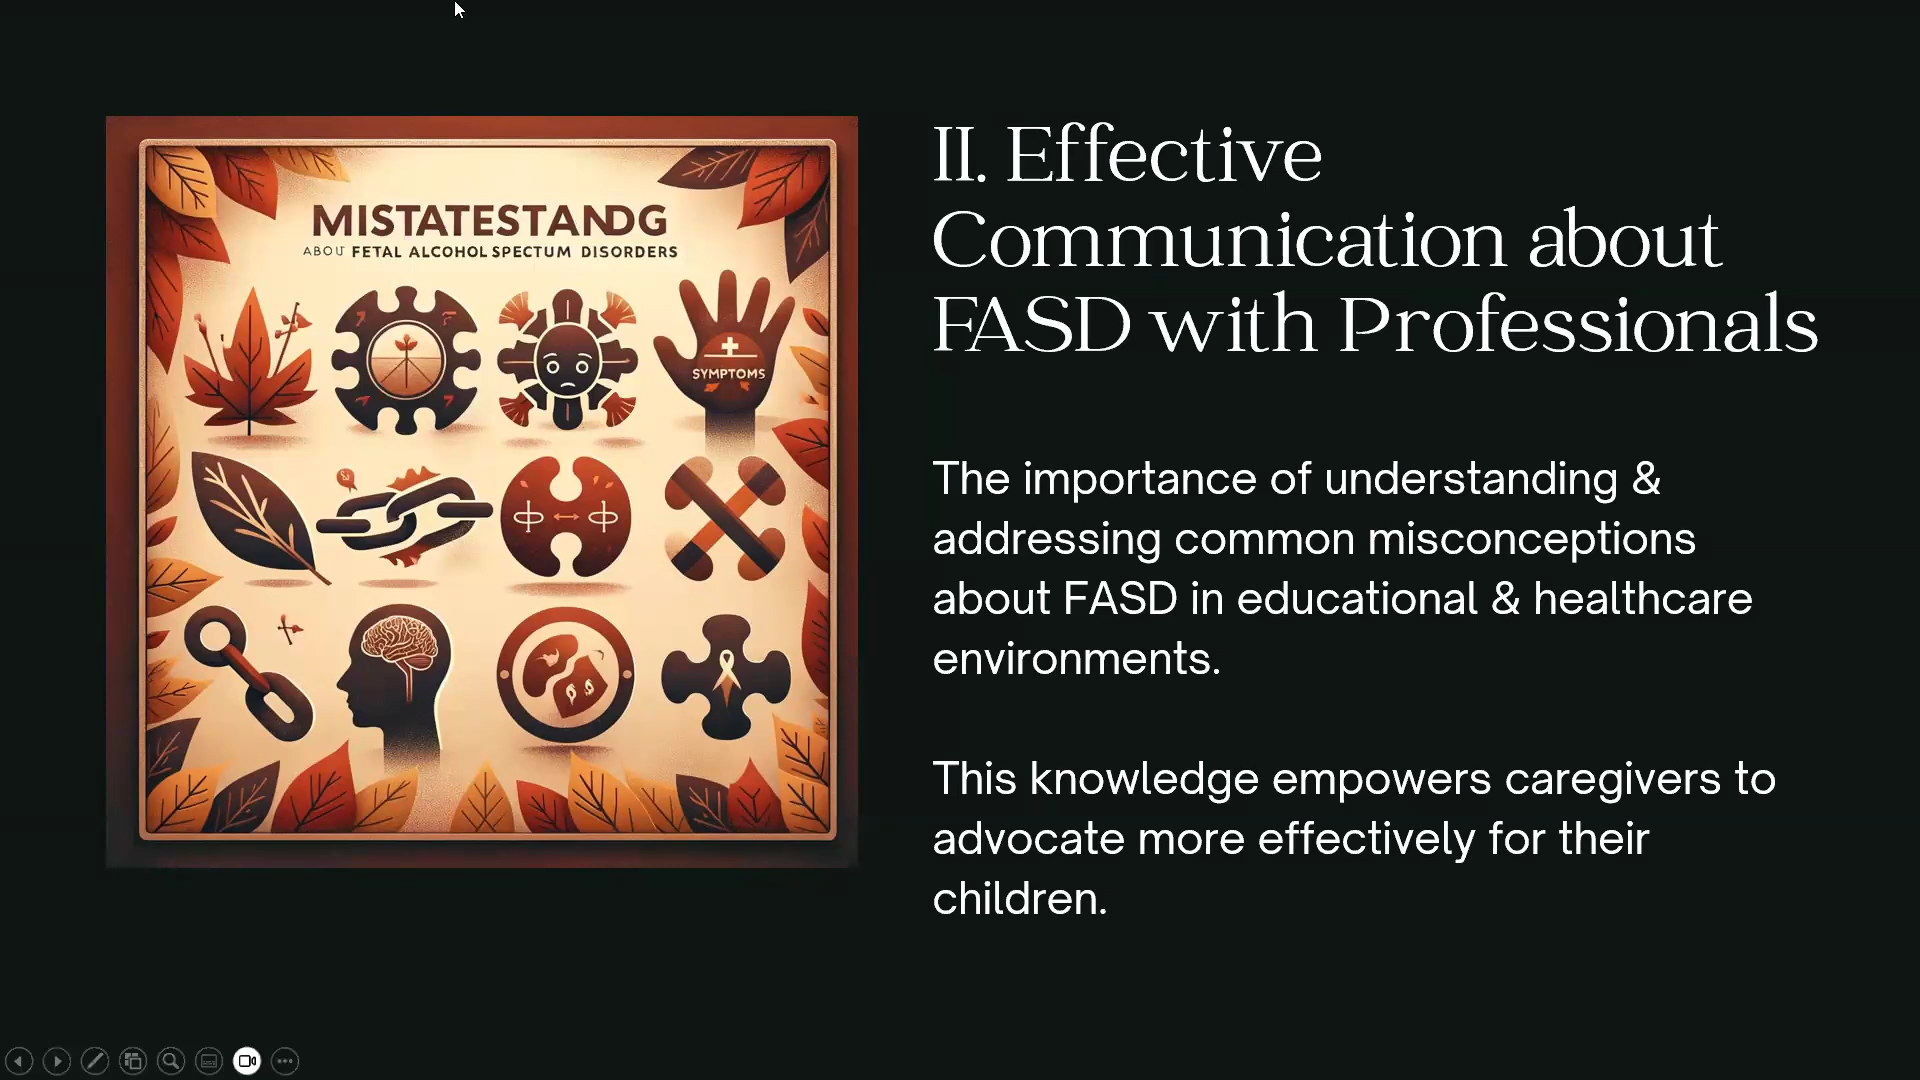 MISTATESTANDG
ABOUT FETAL ALCOHOL SPECTUM DISORDERS
SYMPTOMS
II. Effective
Communication about
FASD with Professionals
The importance of understanding &
addressing common misconceptions
about FASD in educational & healthcare
environments.
This knowledge empowers caregivers to
advocate more effectively for their
children.